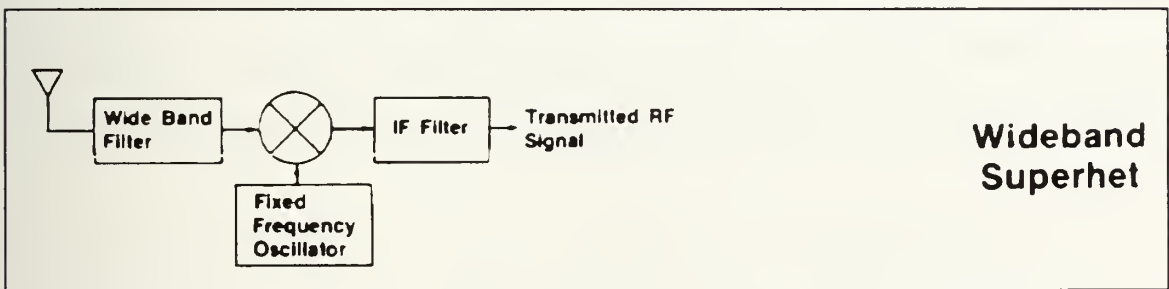 Wide Band
Filter
IF Filter
Transmitted RF
Signal
Fixed
Frequency
Oscillator
Wideband
Superhet